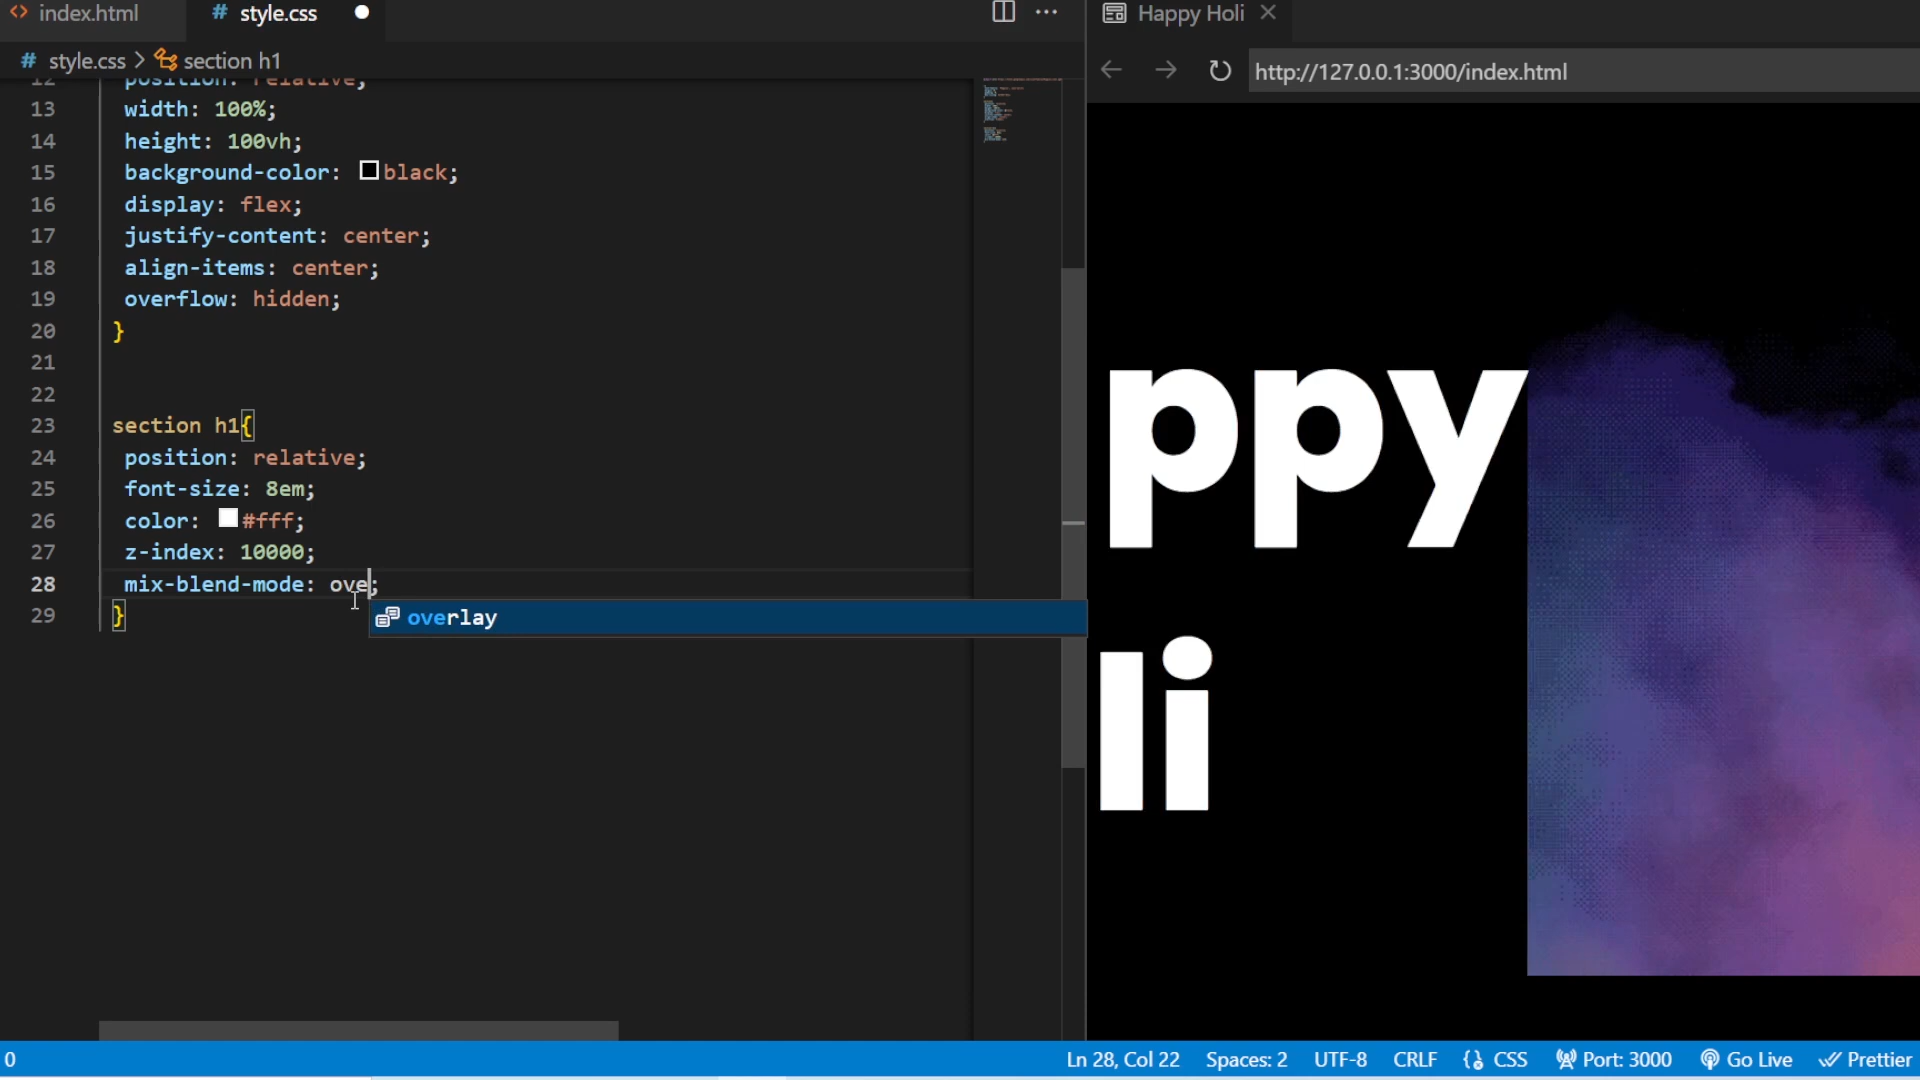 index.html
# style.css
Happy Holi
# style.css > section h1
http://127.0.0.1:3000/index.html
12 position: relative;
13 width: 100%;
14 height: 100vh;
15 background-color: black;
16 display: flex;
17 justify-content: center;
18 align-items: center;
19 overflow: hidden;
20 }
21
22
23 section h1{
24 position: relative;
25 font-size: 8em;
26 color: #fff;
27 z-index: 10000;
28 mix-blend-mode: ove;
29 }
overlay
ppy
li
0
Ln 28, Col 22 Spaces: 2 UTF-8 CRLF CSS Port: 3000 Go Live Prettier